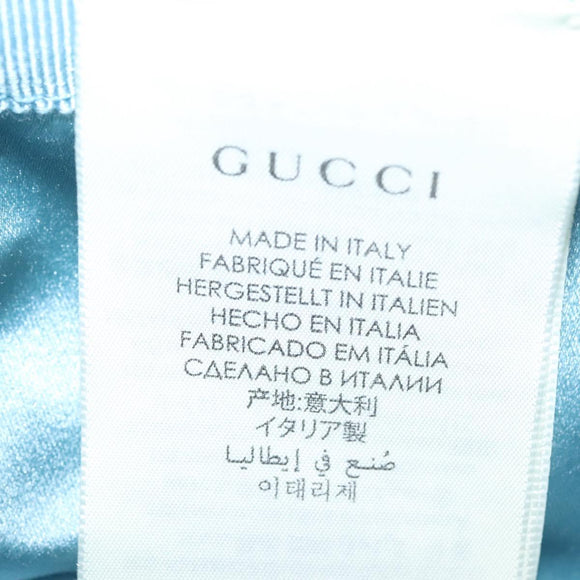 GUCCI
MADE IN ITALY
FABRIQUÉ EN ITALIE
HERGESTELLT IN ITALIEN
HECHO EN ITALIA
FABRICADO EM ITÁLIA
СДЕЛАНО В ИТАЛИИ
产地:意大利
イタリア製
صُنع في إيطاليا
이태리제